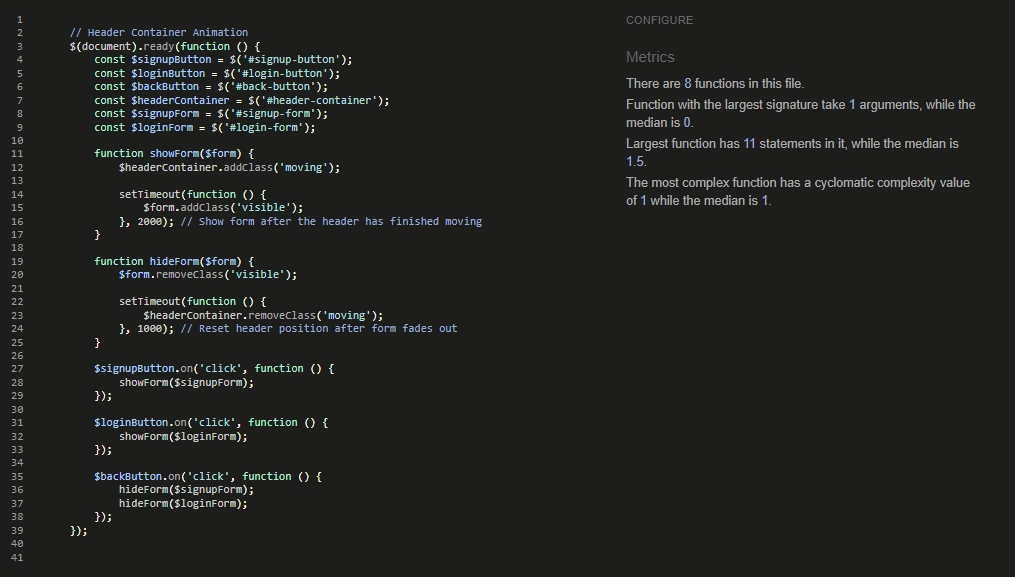 1
2 // Header Container Animation
3 $(document).ready(function () {
4 const $signupButton = $('#signup-button');
5 const $loginButton = $('#login-button');
6 const $backButton = $('#back-button');
7 const $headerContainer = $('#header-container');
8 const $signupForm = $('#signup-form');
9 const $loginForm = $('#login-form');
10
11 function showForm($form) {
12 $headerContainer.addClass('moving');
13
14 setTimeout(function () {
15 $form.addClass('visible');
16 }, 2000); // Show form after the header has finished moving
17 }
18
19 function hideForm($form) {
20 $form.removeClass('visible');
21
22 setTimeout(function () {
23 $headerContainer.removeClass('moving');
24 }, 1000); // Reset header position after form fades out
25 }
26
27 $signupButton.on('click', function () {
28 showForm($signupForm);
29 });
30
31 $loginButton.on('click', function () {
32 showForm($loginForm);
33 });
34
35 $backButton.on('click', function () {
36 hideForm($signupForm);
37 hideForm($loginForm);
38 });
39 });
40
41
CONFIGURE
Metrics
There are 8 functions in this file.
Function with the largest signature take 1 arguments, while the
median is 0.
Largest function has 11 statements in it, while the median is
1.5.
The most complex function has a cyclomatic complexity value
of 1 while the median is 1.